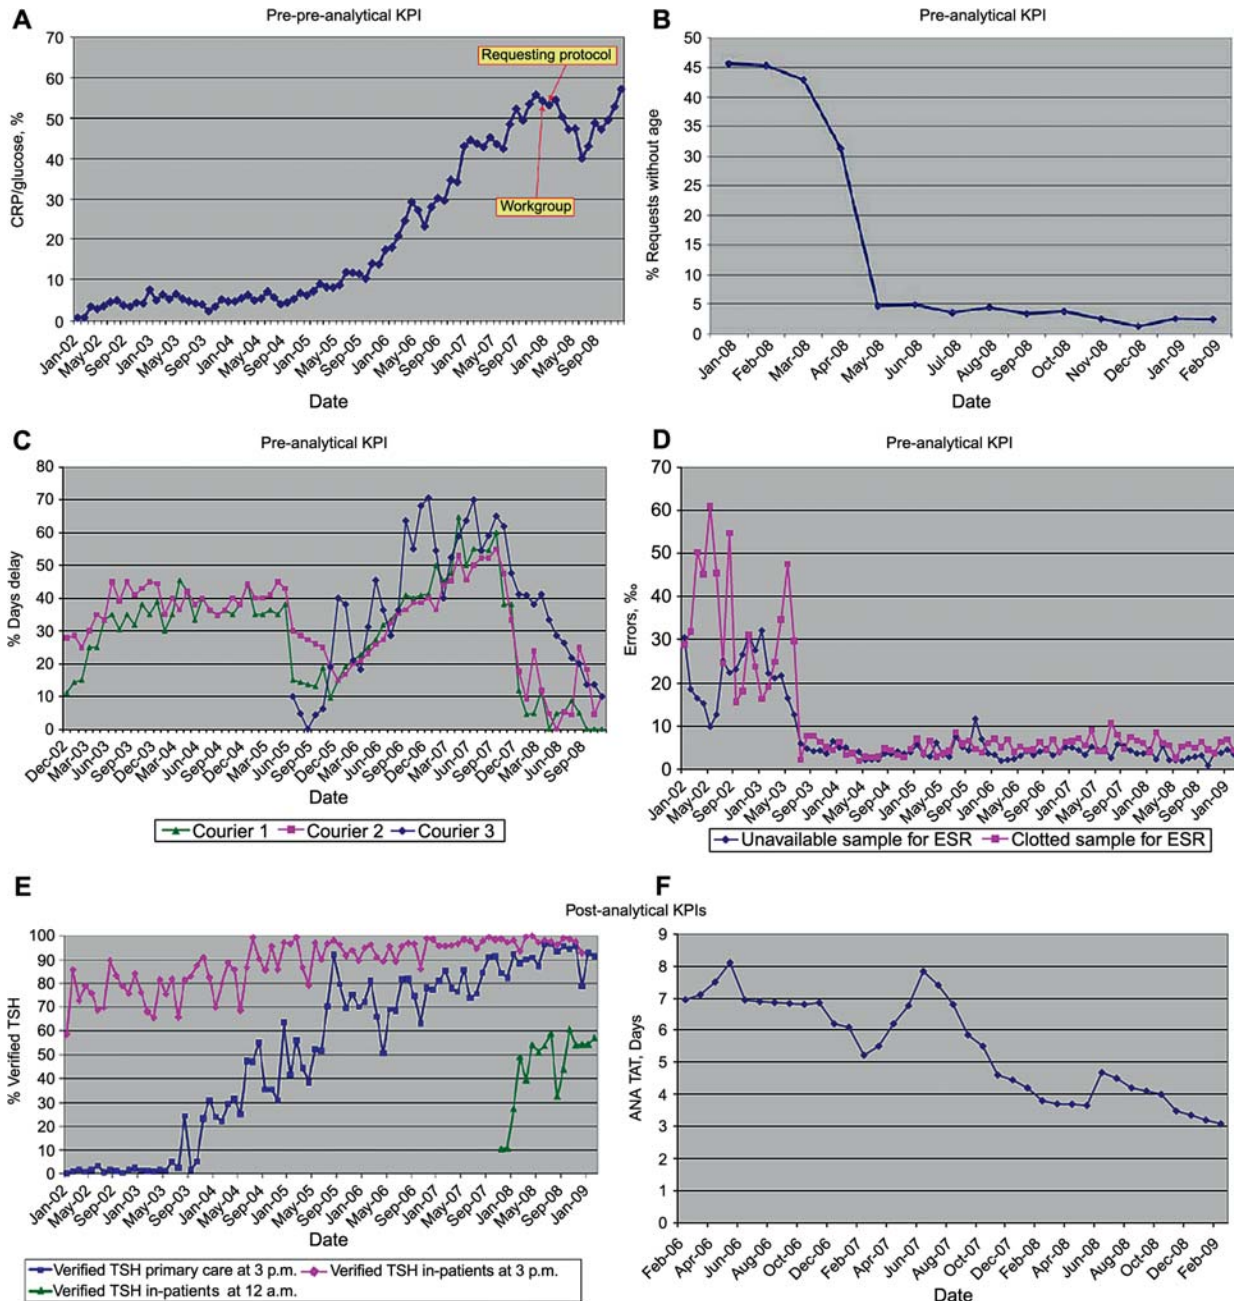 A
Pre-pre-analytical KPI
70
60
50
40
30
20
10
0
CRP/glucose, %
Requesting protocol
Workgroup
Jan-02
May-02
Sep-02
Jan-03
May-03
Sep-03
Jan-04
May-04
Sep-04
Jan-05
May-05
Sep-05
Jan-06
May-06
Sep-06
Jan-07
May-07
Sep-07
Jan-08
May-08
Sep-08
Date
B
Pre-analytical KPI
50
45
40
35
30
25
20
15
10
5
0
% Requests without age
Jan-08
Feb-08
Mar-08
Apr-08
May-08
Jun-08
Jul-08
Aug-08
Sep-08
Oct-08
Nov-08
Dec-08
Jan-09
Feb-09
Date
C
Pre-analytical KPI
80
70
60
50
40
30
20
10
0
% Days delay
Dec-02
Mar-03
Jun-03
Sep-03
Dec-03
Mar-04
Jun-04
Sep-04
Dec-04
Mar-05
Jun-05
Sep-05
Dec-05
Mar-06
Jun-06
Sep-06
Dec-06
Mar-07
Jun-07
Sep-07
Dec-07
Mar-08
Jun-08
Sep-08
Date
Courier 1 Courier 2 Courier 3
D
Pre-analytical KPI
70
60
50
40
30
20
10
0
Errors, ‰
Jan-02
May-02
Sep-02
Jan-03
May-03
Sep-03
Jan-04
May-04
Sep-04
Jan-05
May-05
Sep-05
Jan-06
May-06
Sep-06
Jan-07
May-07
Sep-07
Jan-08
May-08
Sep-08
Jan-09
Date
Unavailable sample for ESR Clotted sample for ESR
E
Post-analytical KPIs
100
90
80
70
60
50
40
30
20
10
0
% Verified TSH
Jan-02
May-02
Sep-02
Jan-03
May-03
Sep-03
Jan-04
May-04
Sep-04
Jan-05
May-05
Sep-05
Jan-06
May-06
Sep-06
Jan-07
May-07
Sep-07
Jan-08
May-08
Sep-08
Jan-09
Date
Verified TSH primary care at 3 p.m. Verified TSH in-patients at 3 p.m.
Verified TSH in-patients at 12 a.m.
F
9
8
7
6
5
4
3
2
1
0
ANA TAT, Days
Feb-06
Apr-06
Jun-06
Aug-06
Oct-06
Dec-06
Feb-07
Apr-07
Jun-07
Aug-07
Oct-07
Dec-07
Feb-08
Apr-08
Jun-08
Aug-08
Oct-08
Dec-08
Feb-09
Date